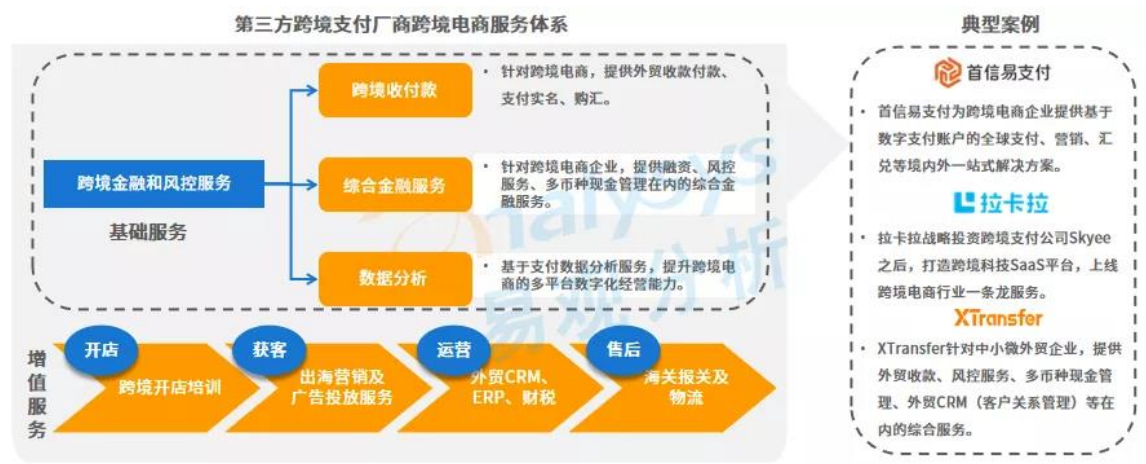 第三方跨境支付厂商跨境电商服务体系
跨境金融和风控服务
基础服务
跨境收付款
• 针对跨境电商，提供外贸收款付款、
支付实名、购汇。
综合金融服务
• 针对跨境电商企业，提供融资、风控
服务、多币种现金管理在内的综合金
融服务。
数据分析
• 基于支付数据分析服务，提升跨境电
商的多平台数字化经营能力。
增值服务
开店
跨境开店培训
获客
出海营销及
广告投放服务
运营
外贸CRM、
ERP、财税
售后
海关报关及
物流
典型案例
首信易支付
• 首信易支付为跨境电商企业提供基于
数字支付账户的全球支付、营销、汇
兑等境内外一站式解决方案。
拉卡拉
• 拉卡拉战略投资跨境支付公司Skyee
之后，打造跨境科技SaaS平台，上线
跨境电商行业一条龙服务。
XTransfer
• XTransfer针对中小微外贸企业，提供
外贸收款、风控服务、多币种现金管
理、外贸CRM（客户关系管理）等在
内的综合服务。
nalysys
易观分析